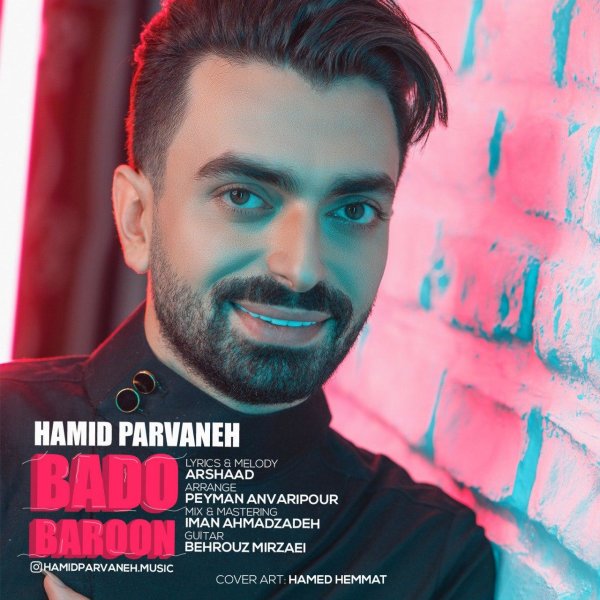 HAMID PARVANEH
BADO
BAROON
LYRICS & MELODY
ARSHAAD
ARRANGE
PEYMAN ANVARIPOUR
MIX & MASTERING
IMAN AHMADZADEH
GUITAR
BEHROUZ MIRZAEI
HAMIDPARVANEH.MUSIC
COVER ART: HAMED HEMMAT